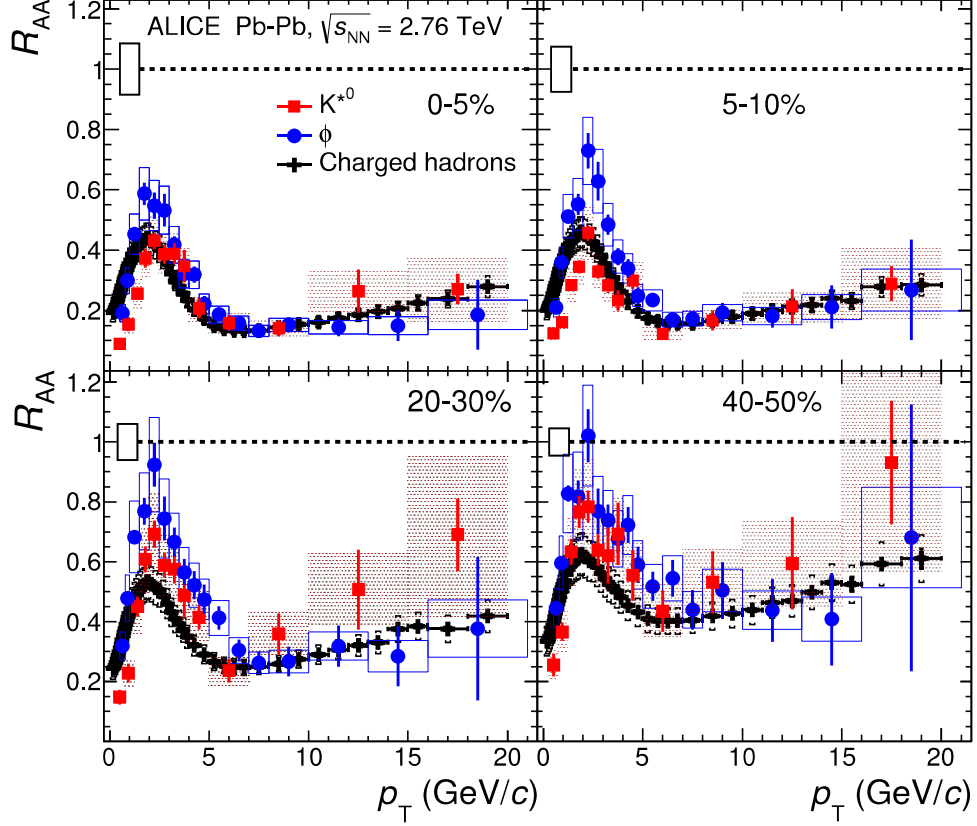 R_AA
ALICE Pb-Pb, √s_NN = 2.76 TeV
1.2
1
0.8
0.6
0.4
0.2
K*0
ϕ
Charged hadrons
0-5%
5-10%
R_AA
1.2
1
0.8
0.6
0.4
0.2
20-30%
40-50%
0 5 10 15 20
0 5 10 15 20
p_T (GeV/c)
p_T (GeV/c)